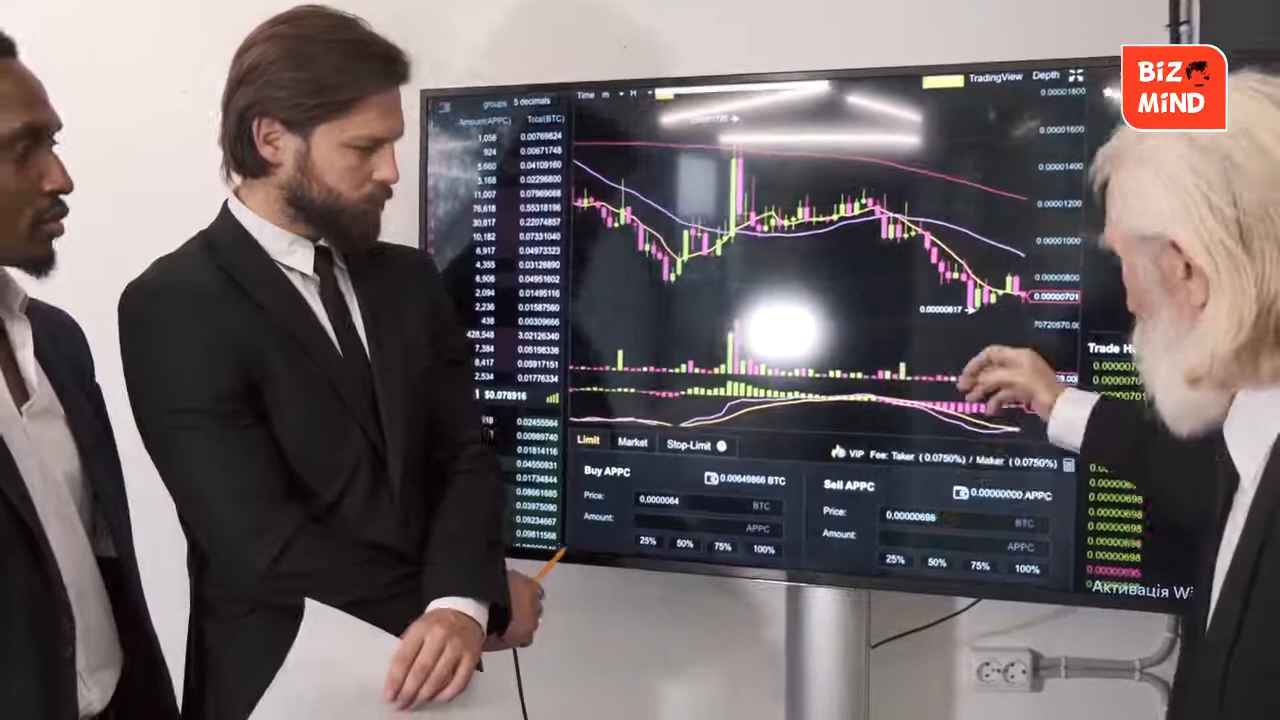 BiZ
MiND
TradingView Depth
groups 5 decimals
Time m H
Amount(APPC) Total(BTC)
1,056 0.00769824
924 0.00671748
5,660 0.04109160
3,168 0.02296800
11,007 0.07969068
76,618 0.55318196
30,617 0.22074857
10,182 0.07331040
6,917 0.04973323
4,355 0.03126890
6,906 0.04951602
2,094 0.01495116
2,236 0.01587560
438 0.00309666
428,548 3.02126340
7,384 0.05198336
8,417 0.05917151
2,534 0.01776334
$0.078916
0.02455564
0.00989740
0.01814116
0.04550931
0.01734844
0.08661685
0.03975090
0.09234667
0.09811568
0.00001800
0.00001600
0.00001400
0.00001200
0.00001000
0.00000800
0.00000701
0.00000617
70720570.00
Limit Market Stop-Limit
VIP Fee: Taker (0.0750%) / Maker (0.0750%)
Buy APPC 0.00649866 BTC
Price: 0,0000064 BTC
Amount: APPC
25% 50% 75% 100%
Sell APPC 0.00000000 APPC
Price: 0,00000698 BTC
Amount: APPC
25% 50% 75% 100%
Trade
0.00000698
0.00000698
0.00000698
0.00000698
0.00000698
0.00000695
Активація Wi